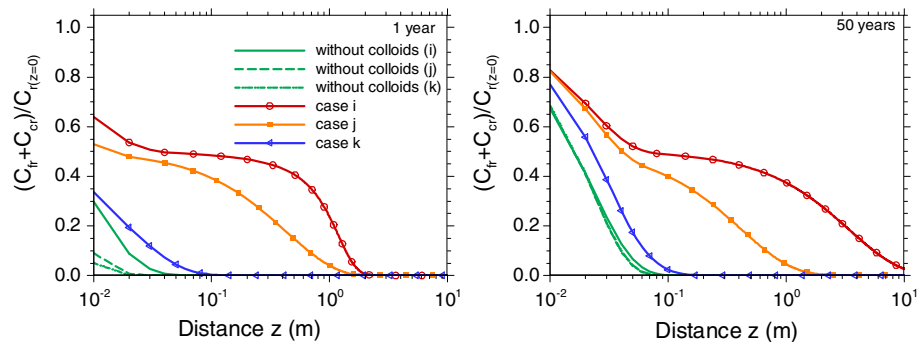 1 year
without colloids (i)
without colloids (j)
without colloids (k)
case i
case j
case k
(C_fr+C_cr)/C_r(z=0)
1.0
0.8
0.6
0.4
0.2
0.0
10^-2
10^-1
10^0
10^1
Distance z (m)
50 years
(C_fr+C_cr)/C_r(z=0)
1.0
0.8
0.6
0.4
0.2
0.0
10^-2
10^-1
10^0
10^1
Distance z (m)